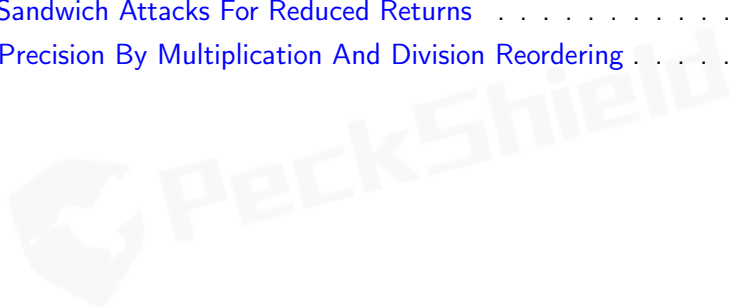 Sandwich Attacks For Reduced Returns . . . . . . . . . . .
Precision By Multiplication And Division Reordering . . . . .
PeckShield